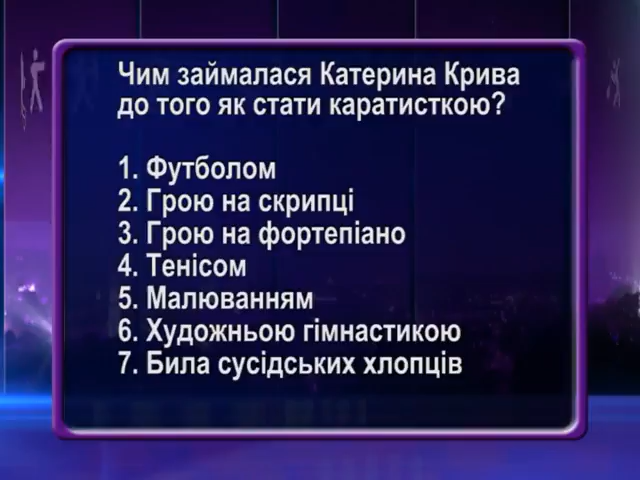 Чим займалася Катерина Крива
до того як стати каратисткою?
1. Футболом
2. Грою на скрипці
3. Грою на фортепіано
4. Тенісом
5. Малюванням
6. Художньою гімнастикою
7. Била сусідських хлопців